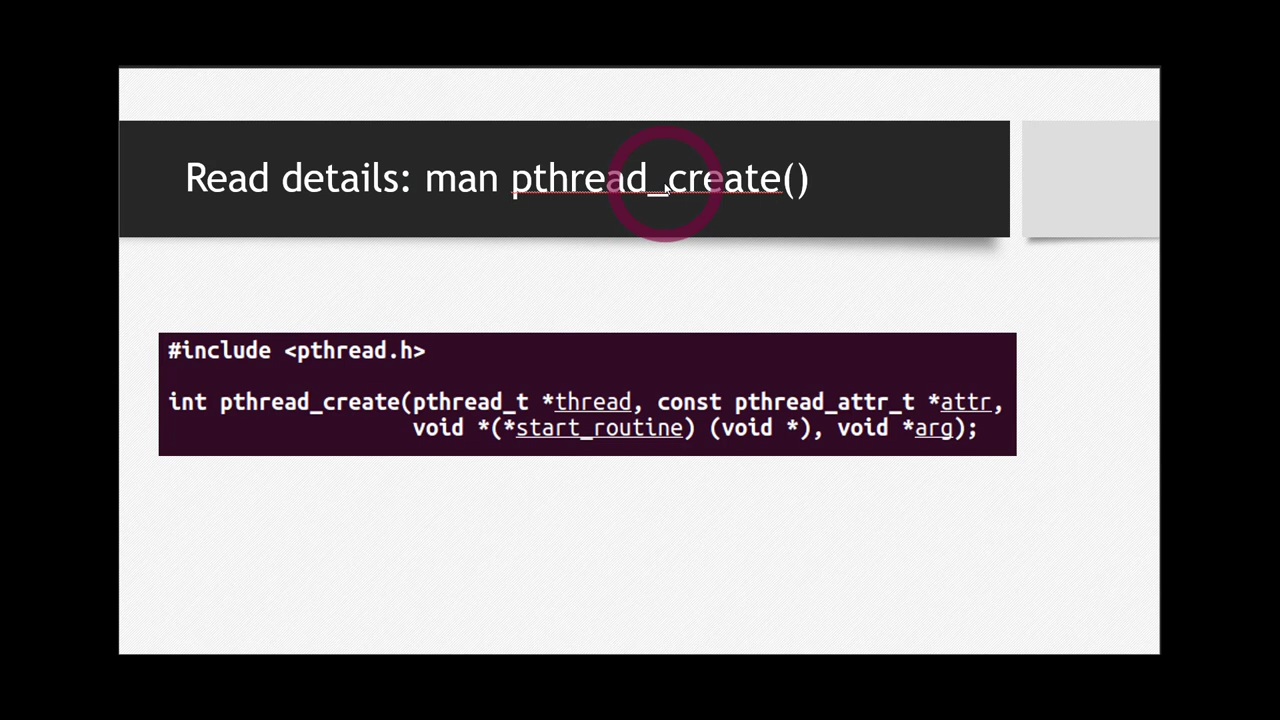 Read details: man pthread_create()
#include <pthread.h>
int pthread_create(pthread_t *thread, const pthread_attr_t *attr,
void *(*start_routine) (void *), void *arg);